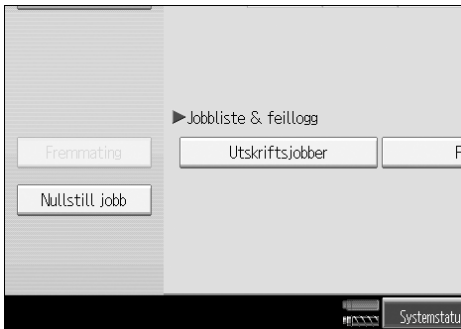 ▶Jobbliste & feillogg
Fremmating
Utskriftsjobber
F
Nullstill jobb
Systemstatu